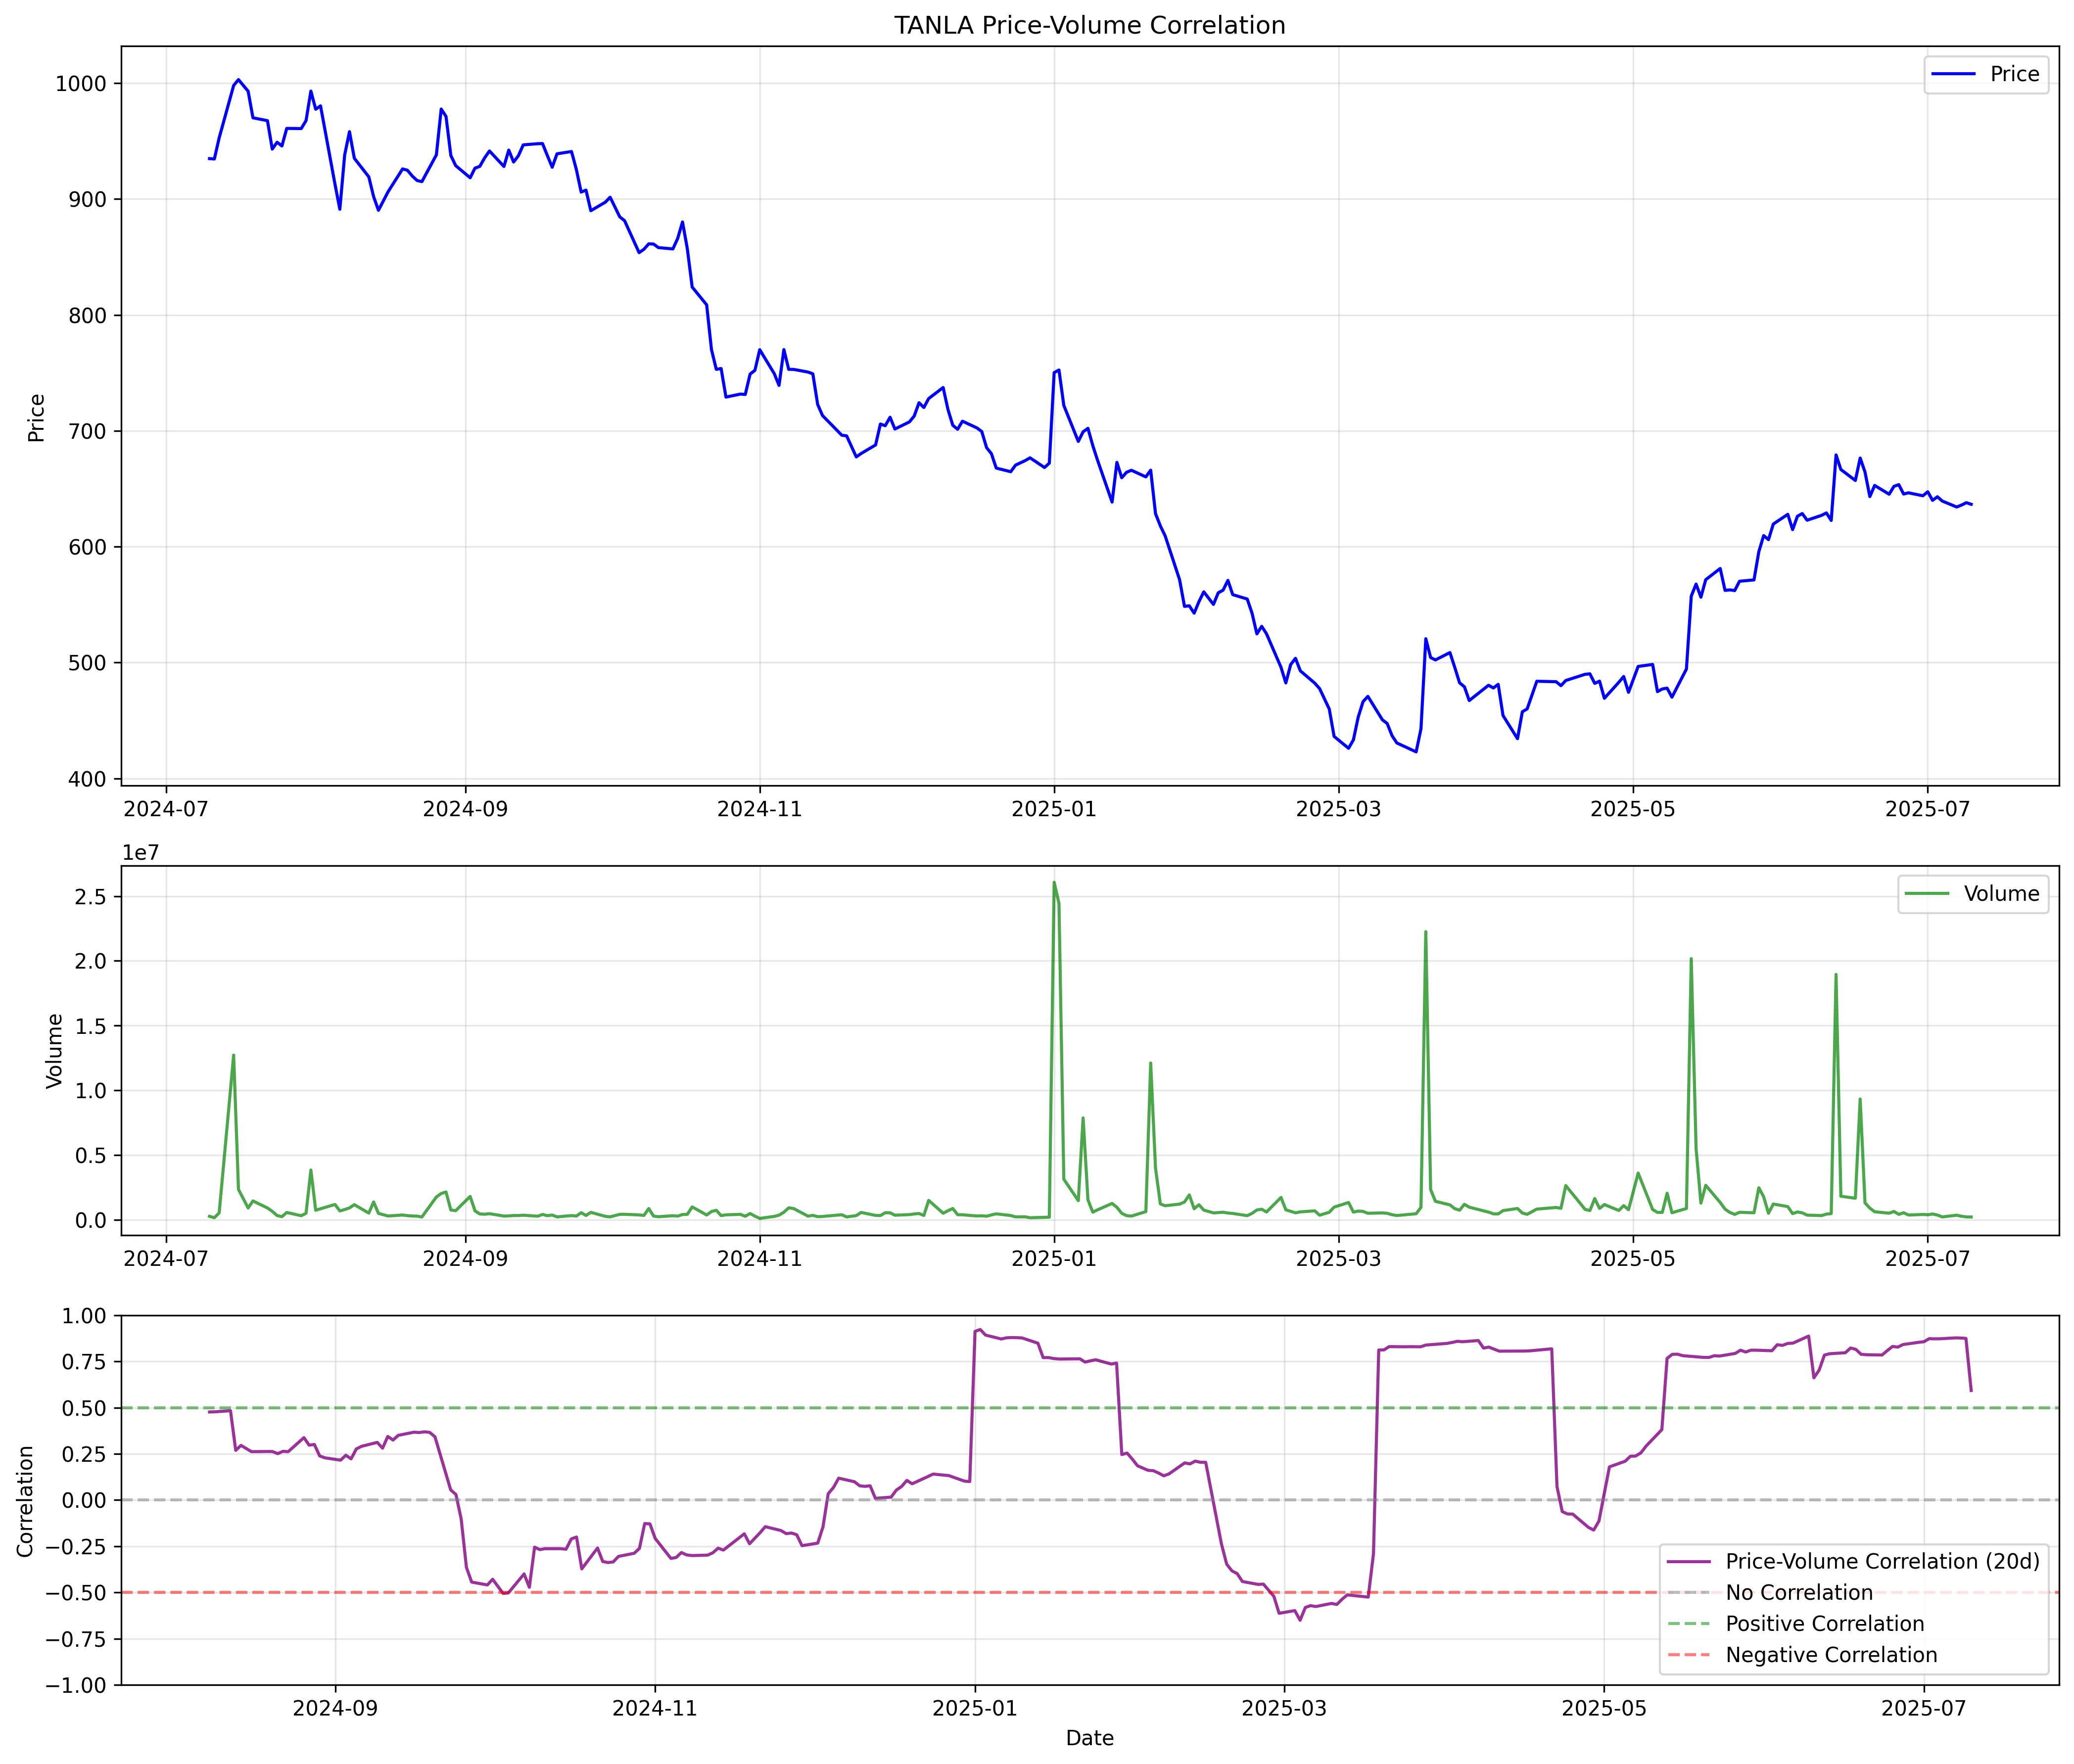 TANLA Price-Volume Correlation
Price
Price
1000
900
800
700
600
500
400
2024-07 2024-09 2024-11 2025-01 2025-03 2025-05 2025-07
1e7
Volume
Volume
2.5
2.0
1.5
1.0
0.5
0.0
2024-07 2024-09 2024-11 2025-01 2025-03 2025-05 2025-07
Correlation
1.00
0.75
0.50
0.25
0.00
−0.25
−0.50
−0.75
−1.00
Price-Volume Correlation (20d)
No Correlation
Positive Correlation
Negative Correlation
2024-09 2024-11 2025-01 2025-03 2025-05 2025-07
Date